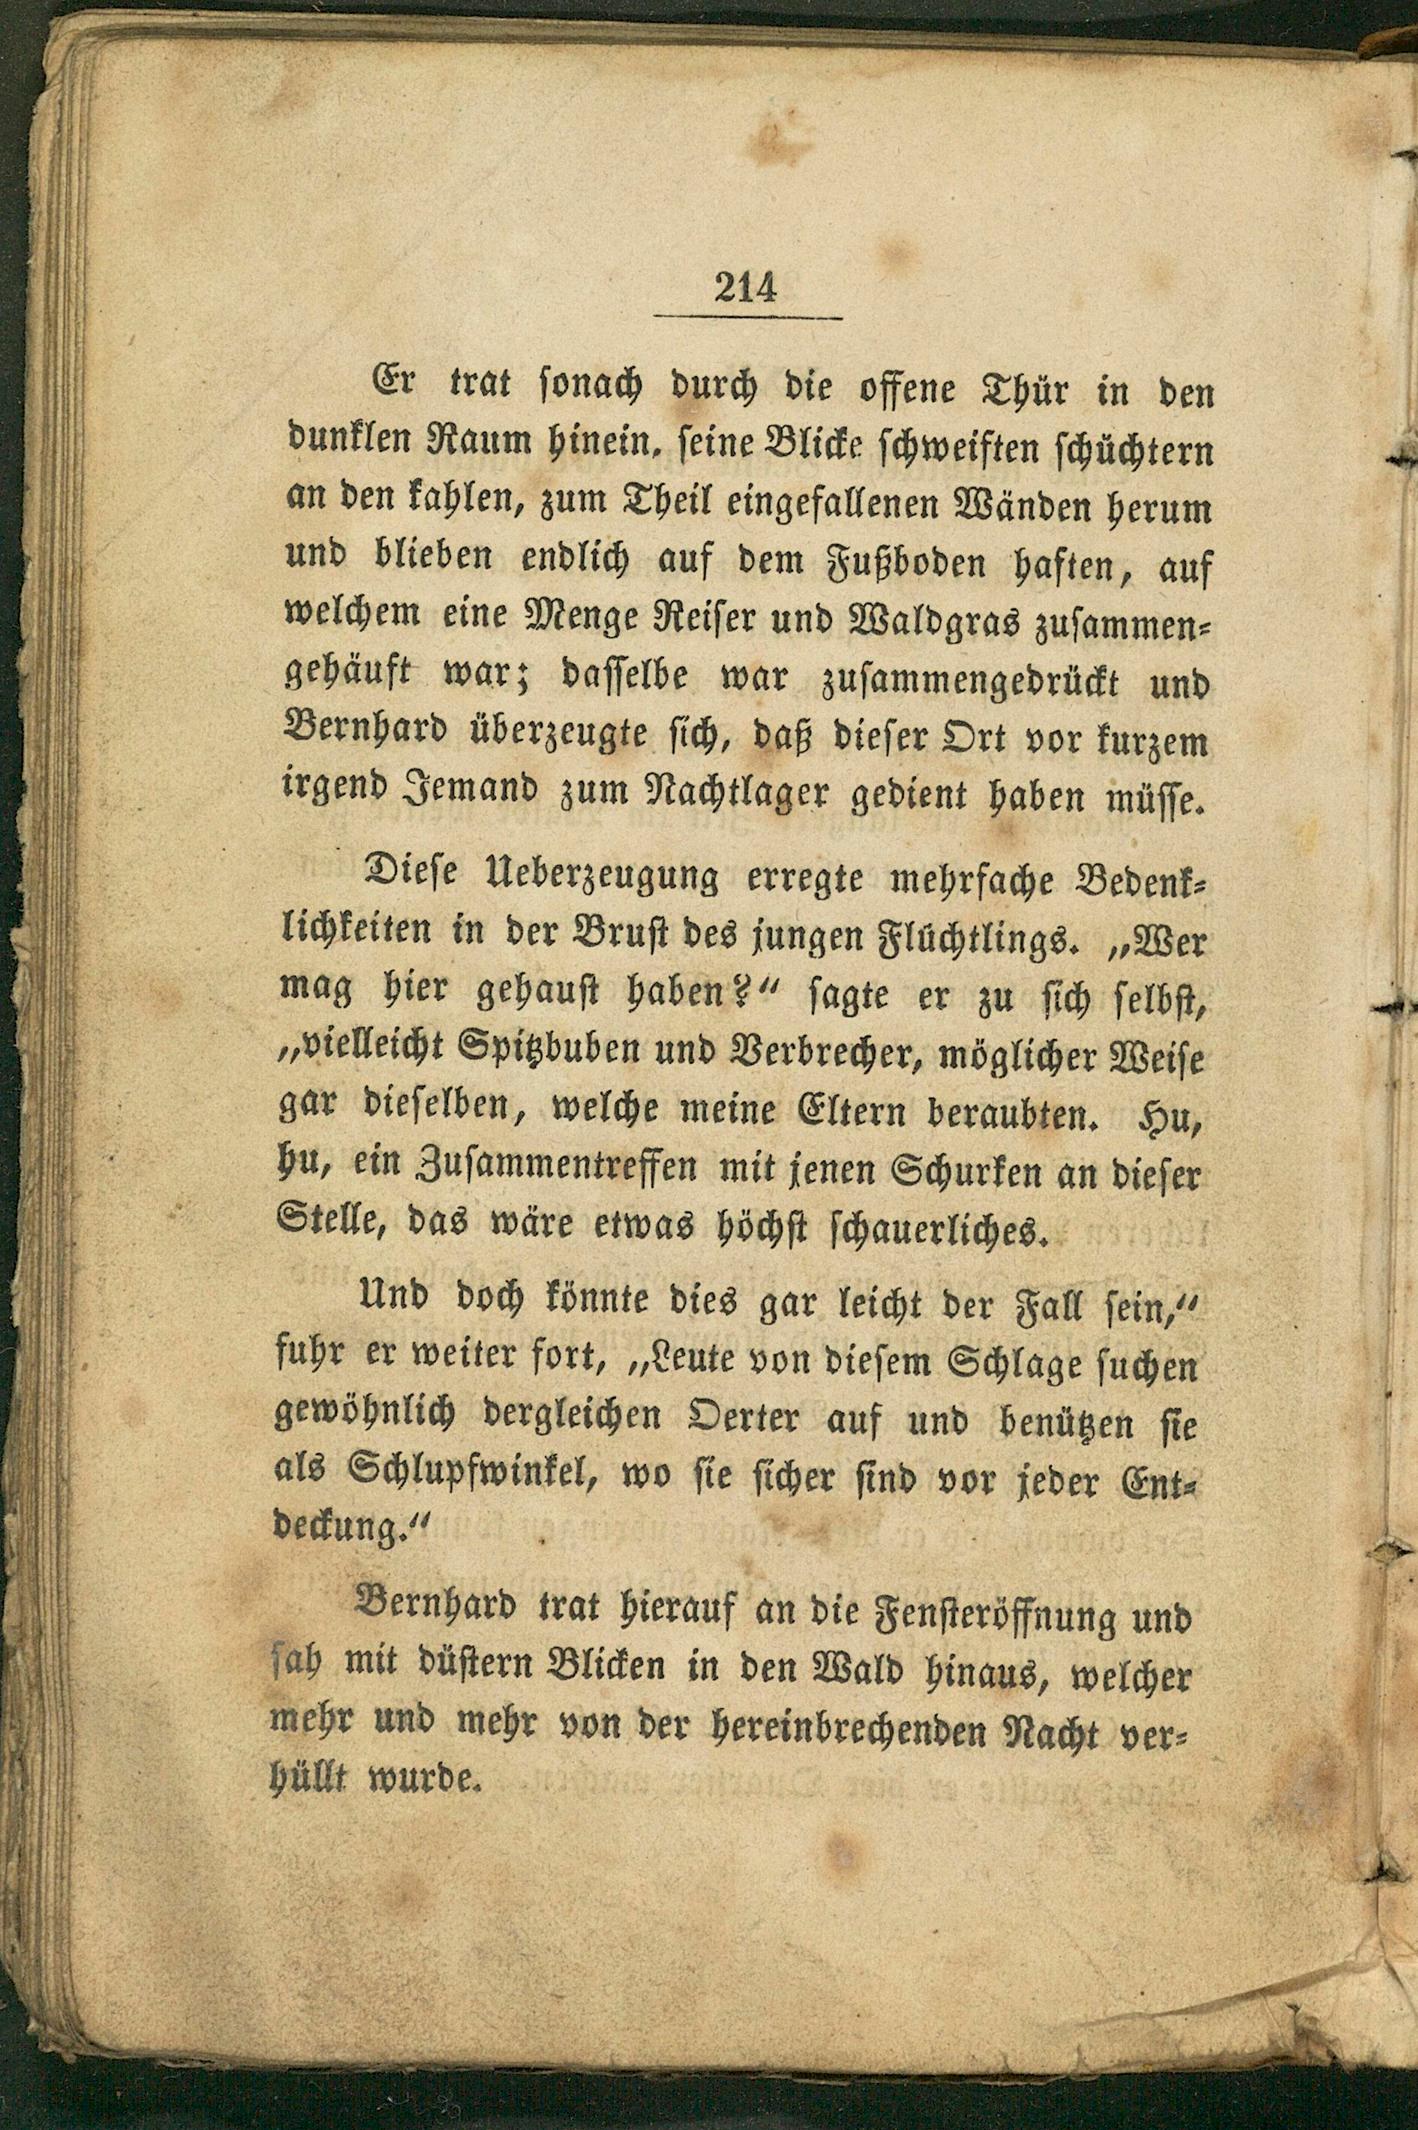 214
Er trat sonach durch die offene Thür in den
dunklen Raum hinein. seine Blicke schweiften schüchtern
an den kahlen, zum Theil eingefallenen Wänden herum
und blieben endlich auf dem Fußboden haften, auf
welchem eine Menge Reiser und Waldgras zusammen-
gehäuft war; dasselbe war zusammengedrückt und
Bernhard überzeugte sich, daß dieser Ort vor kurzem
irgend Jemand zum Nachtlager gedient haben müsse.
Diese Ueberzeugung erregte mehrfache Bedenk-
lichkeiten in der Brust des jungen Flüchtlings. „Wer
mag hier gehaust haben?“ sagte er zu sich selbst,
„vielleicht Spitzbuben und Verbrecher, möglicher Weise
gar dieselben, welche meine Eltern beraubten. Hu,
hu, ein Zusammentreffen mit jenen Schurken an dieser
Stelle, das wäre etwas höchst schauerliches.
Und doch könnte dies gar leicht der Fall sein,“
fuhr er weiter fort, „Leute von diesem Schlage suchen
gewöhnlich dergleichen Oerter auf und benützen sie
als Schlupfwinkel, wo sie sicher sind vor jeder Ent-
deckung.“
Bernhard trat hierauf an die Fensteröffnung und
sah mit düstern Blicken in den Wald hinaus, welcher
mehr und mehr von der hereinbrechenden Nacht ver-
hüllt wurde.